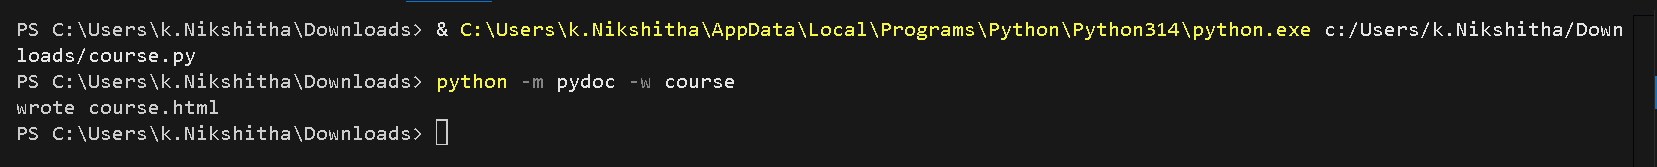 PS C:\Users\k.Nikshitha\Downloads> & C:\Users\k.Nikshitha\AppData\Local\Programs\Python\Python314\python.exe c:/Users/k.Nikshitha/Down
loads/course.py
PS C:\Users\k.Nikshitha\Downloads> python -m pydoc -w course
wrote course.html
PS C:\Users\k.Nikshitha\Downloads>